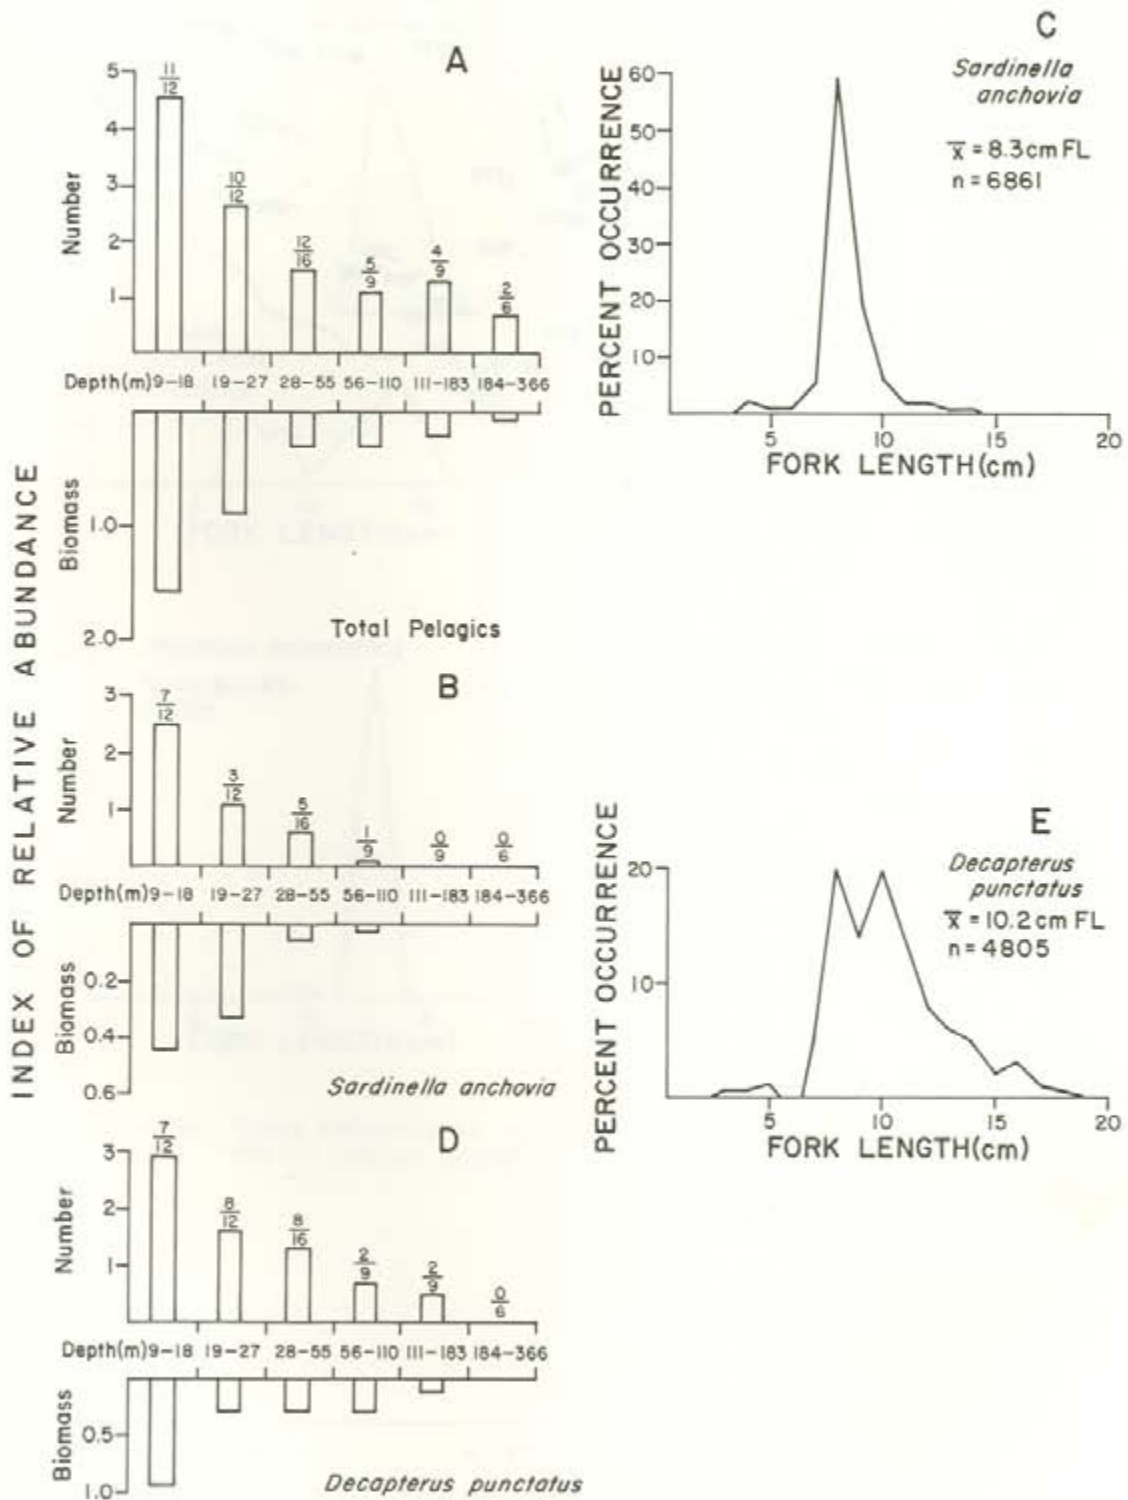 INDEX OF RELATIVE ABUNDANCE
A
Number
5
4
3
2
1
11/12
10/12
12/16
5/9
4/9
2/6
Depth(m) 9-18 19-27 28-55 56-110 111-183 184-366
Biomass
1.0
2.0
Total Pelagics
B
Number
3
2
1
7/12
3/12
5/16
1/9
0/9
0/6
Depth(m) 9-18 19-27 28-55 56-110 111-183 184-366
Biomass
0.2
0.4
0.6
Sardinella anchovia
D
Number
3
2
1
7/12
8/12
8/16
2/9
2/9
0/6
Depth(m) 9-18 19-27 28-55 56-110 111-183 184-366
Biomass
0.5
1.0
Decapterus punctatus
C
Sardinella
anchovia
x̄ = 8.3cm FL
n = 6861
PERCENT OCCURRENCE
60
50
40
30
20
10
5 10 15 20
FORK LENGTH(cm)
E
Decapterus
punctatus
x̄ = 10.2cm FL
n = 4805
PERCENT OCCURRENCE
20
10
5 10 15 20
FORK LENGTH(cm)